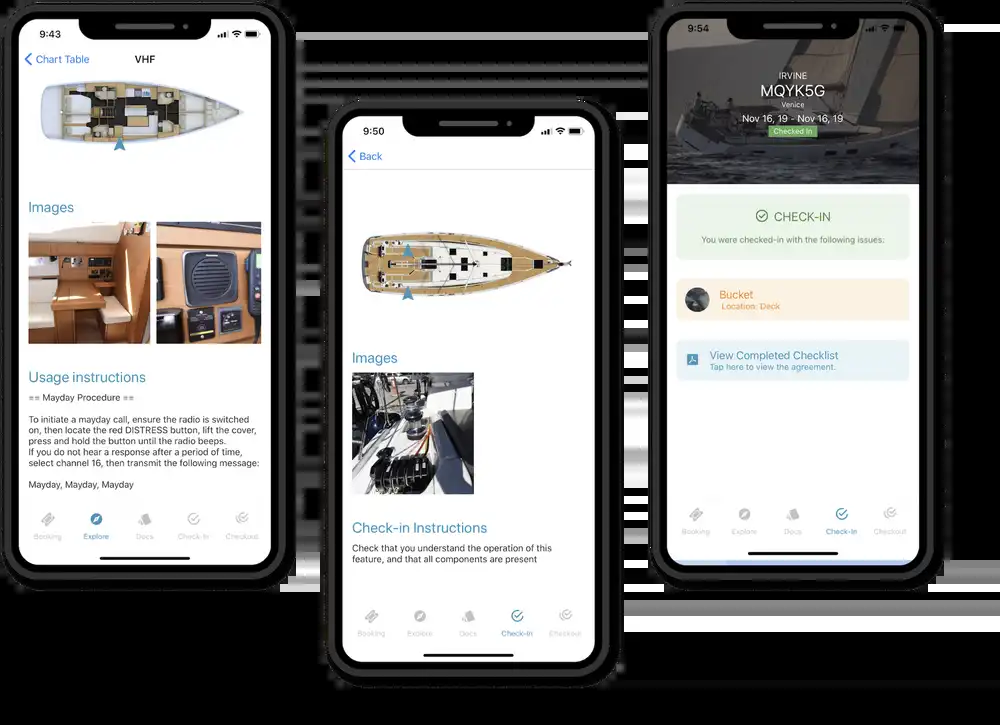 9:43
Chart Table
VHF
Images
Usage instructions
== Mayday Procedure ==
To initiate a mayday call, ensure the radio is switched
on, then locate the red DISTRESS button, lift the cover,
press and hold the button until the radio beeps.
If you do not hear a response after a period of time,
select channel 16, then transmit the following message:
Mayday, Mayday, Mayday
Booking
Explore
Docs
Check-In
Checkout
9:50
Back
Images
Check-in Instructions
Check that you understand the operation of this
feature, and that all components are present
Booking
Explore
Docs
Check-In
Checkout
9:54
IRVINE
MQYK5G
Venice
Nov 16, 19 - Nov 16, 19
Checked In
CHECK-IN
You were checked-in with the following issues:
Bucket
Location: Deck
View Completed Checklist
Tap here to view the agreement.
Booking
Explore
Docs
Check-In
Checkout